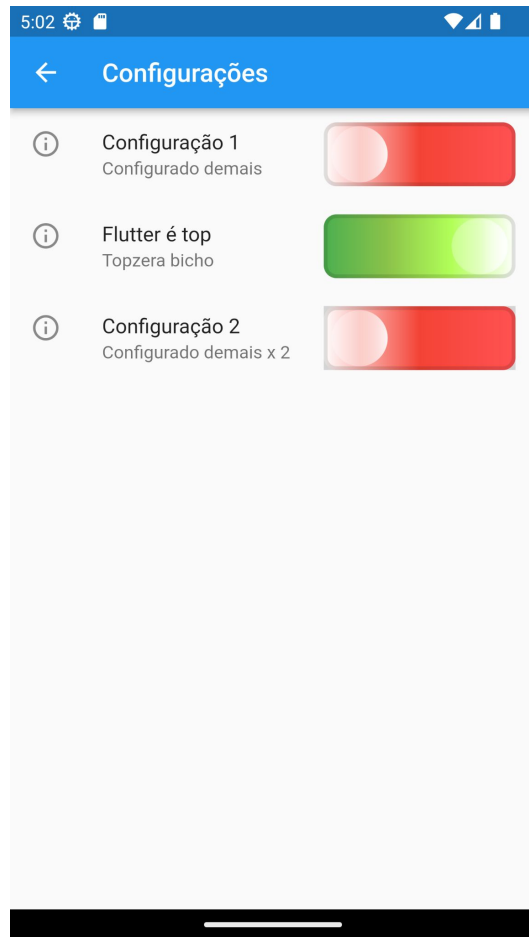 5:02
Configurações
Configuração 1
Configurado demais
Flutter é top
Topzera bicho
Configuração 2
Configurado demais x 2